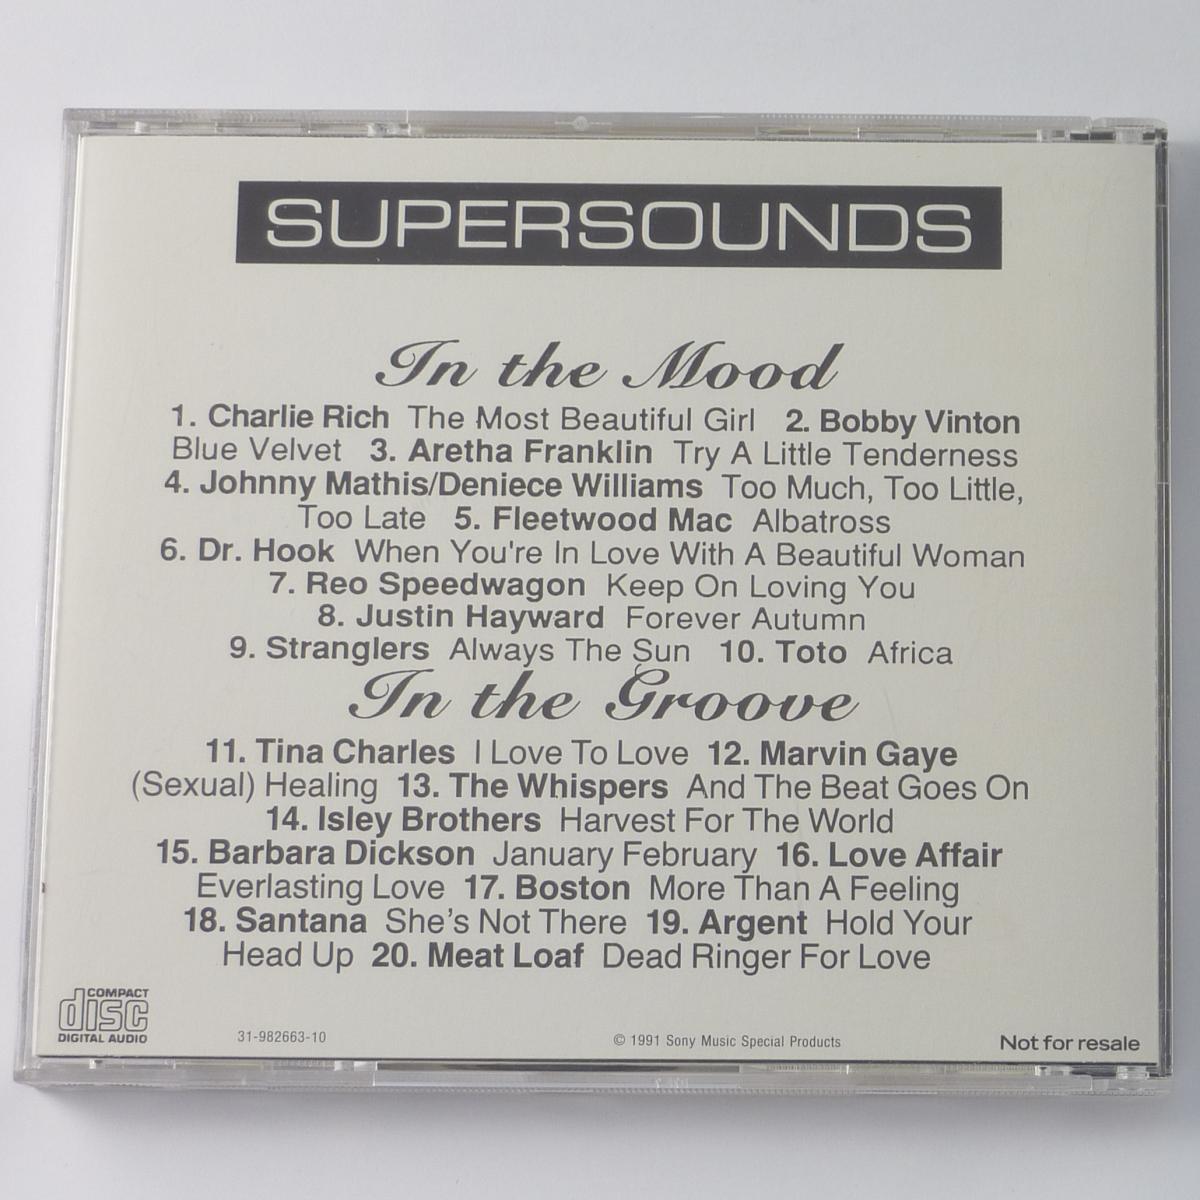 SUPERSOUNDS
In the Mood
1. Charlie Rich The Most Beautiful Girl 2. Bobby Vinton
Blue Velvet 3. Aretha Franklin Try A Little Tenderness
4. Johnny Mathis/Deniece Williams Too Much, Too Little,
Too Late 5. Fleetwood Mac Albatross
6. Dr. Hook When You're In Love With A Beautiful Woman
7. Reo Speedwagon Keep On Loving You
8. Justin Hayward Forever Autumn
9. Stranglers Always The Sun 10. Toto Africa
In the Groove
11. Tina Charles I Love To Love 12. Marvin Gaye
(Sexual) Healing 13. The Whispers And The Beat Goes On
14. Isley Brothers Harvest For The World
15. Barbara Dickson January February 16. Love Affair
Everlasting Love 17. Boston More Than A Feeling
18. Santana She's Not There 19. Argent Hold Your
Head Up 20. Meat Loaf Dead Ringer For Love
COMPACT
disc
DIGITAL AUDIO
31-982663-10
© 1991 Sony Music Special Products
Not for resale